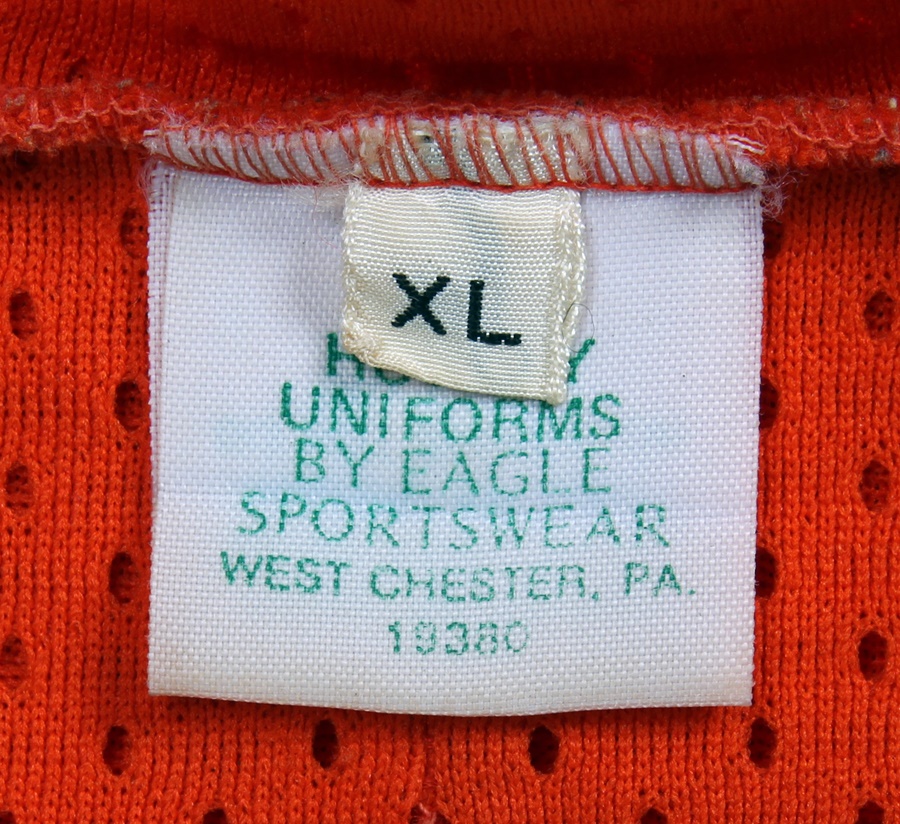 XL
UNIFORMS
BY EAGLE
SPORTSWEAR
WEST CHESTER, PA.
19380